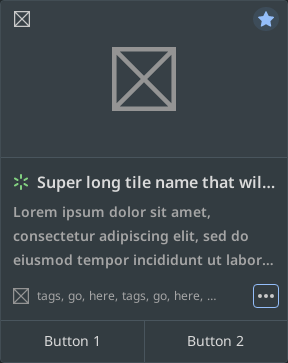 Super long tile name that wil...
Lorem ipsum dolor sit amet,
consectetur adipiscing elit, sed do
eiusmod tempor incididunt ut labor...
tags, go, here, tags, go, here, ...
Button 1
Button 2